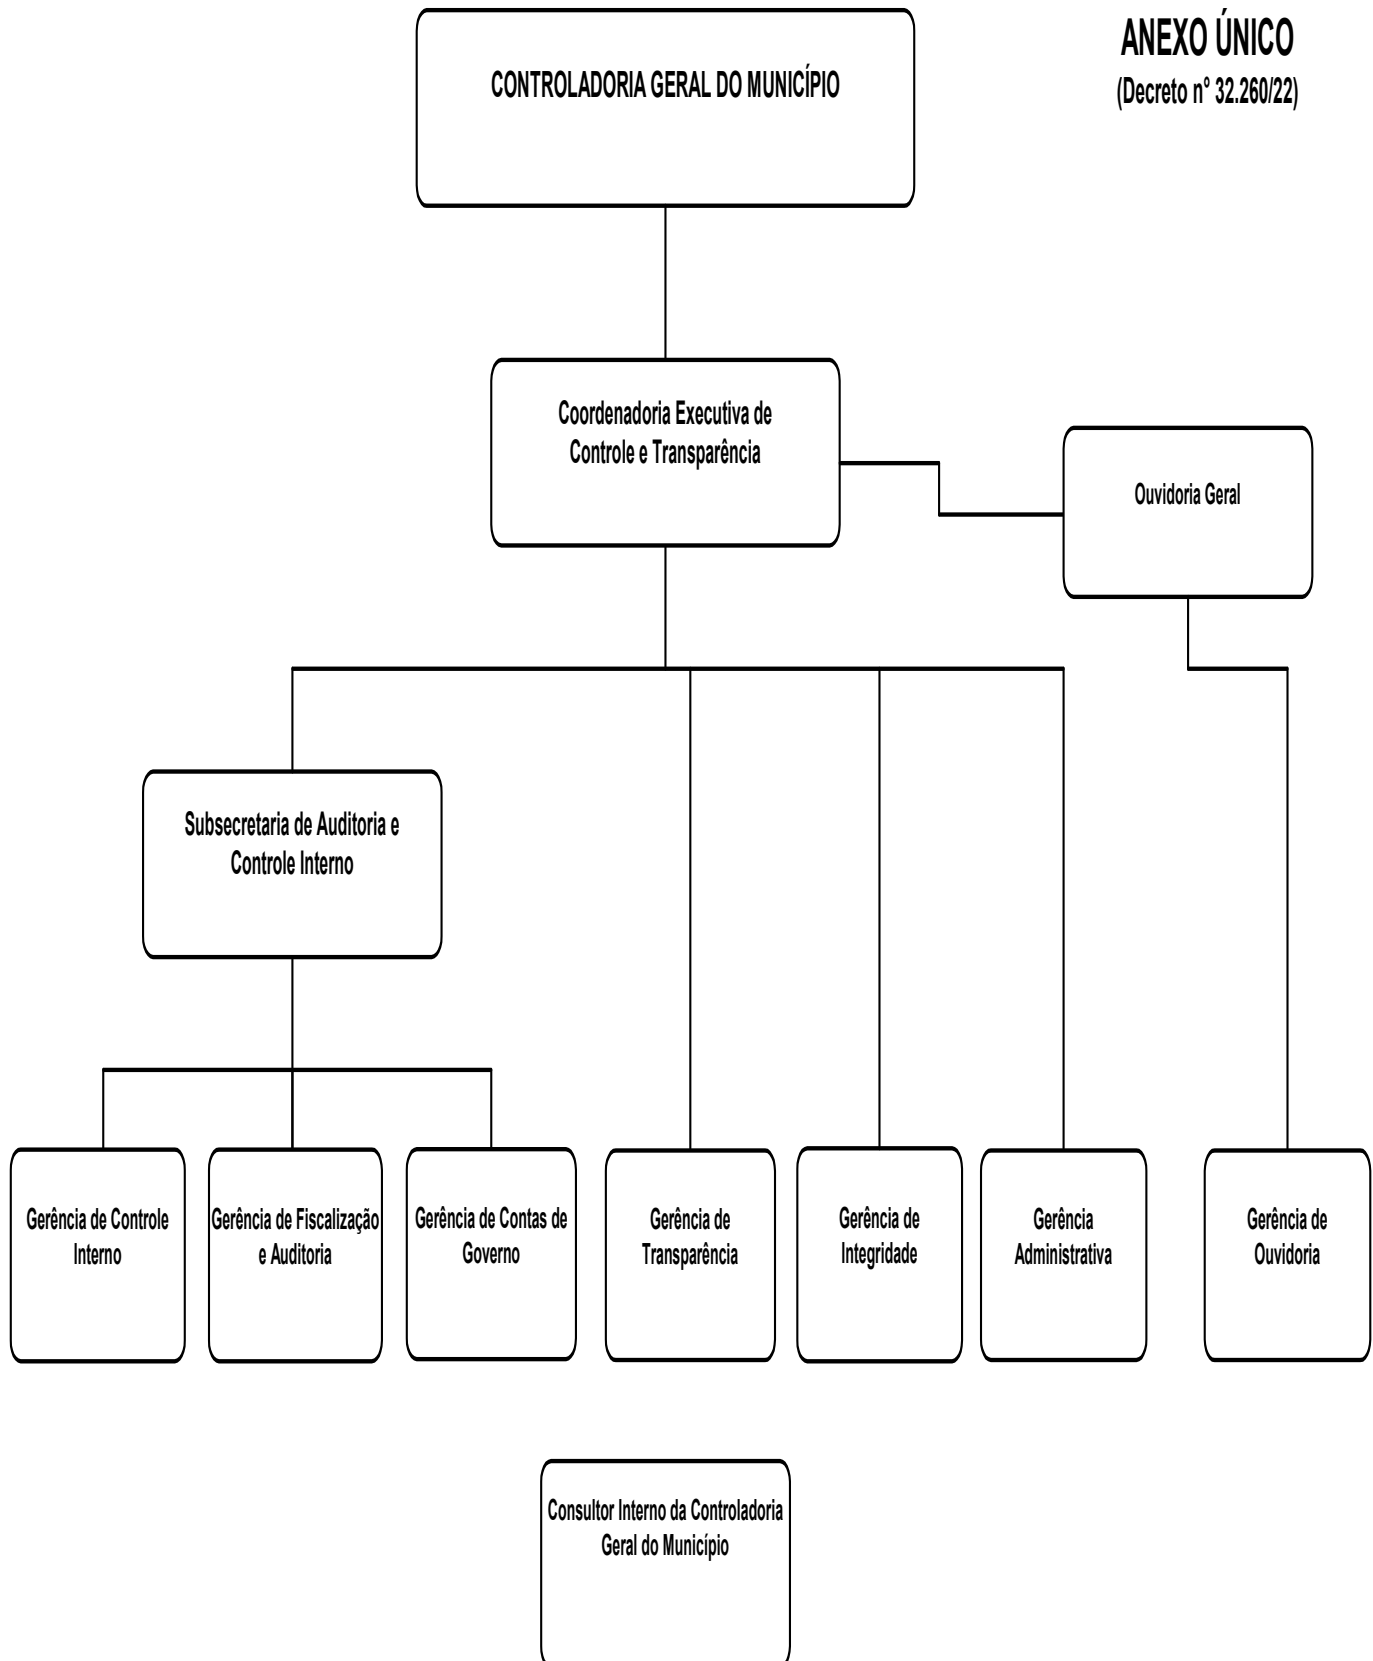 ANEXO ÚNICO
(Decreto nº 32.260/22)
CONTROLADORIA GERAL DO MUNICÍPIO
Coordenadoria Executiva de
Controle e Transparência
Ouvidoria Geral
Subsecretaria de Auditoria e
Controle Interno
Gerência de Controle
Interno
Gerência de Fiscalização
e Auditoria
Gerência de Contas de
Governo
Gerência de
Transparência
Gerência de
Integridade
Gerência
Administrativa
Gerência de
Ouvidoria
Consultor Interno da Controladoria
Geral do Município